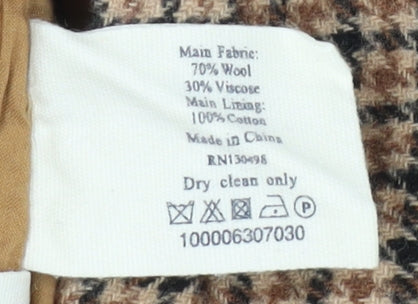 Main Fabric:
70% Wool
30% Viscose
Main Lining:
100% Cotton
Made in China
RN130498
Dry clean only
P
100006307030